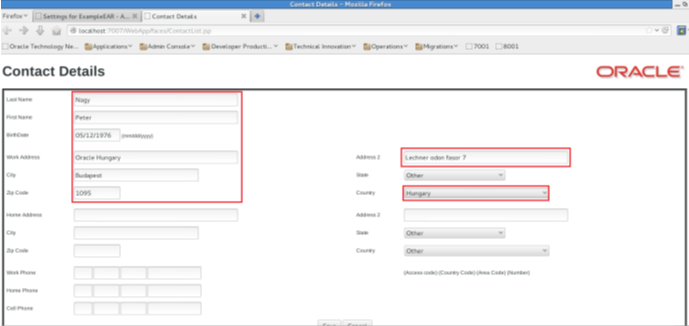 Contact Details - Mozilla Firefox
Firefox Settings for ExampleEAR - A... Contact Details
localhost:7007/WebApp/faces/ContactList.jsp
Oracle Technology Ne... Applications Admin Console Developer Producti... Technical Innovation Operations Migrations 7001 8001
Contact Details ORACLE
Last Name Nagy
First Name Peter
BirthDate 05/12/1976 (mm/dd/yyyy)
Work Address Oracle Hungary Address 2 Lechner odon fasor 7
City Budapest State Other
Zip Code 1095 Country Hungary
Home Address Address 2
City State Other
Zip Code Country Other
Work Phone (Access code) (Country Code) (Area Code) (Number)
Home Phone
Cell Phone
Save Cancel